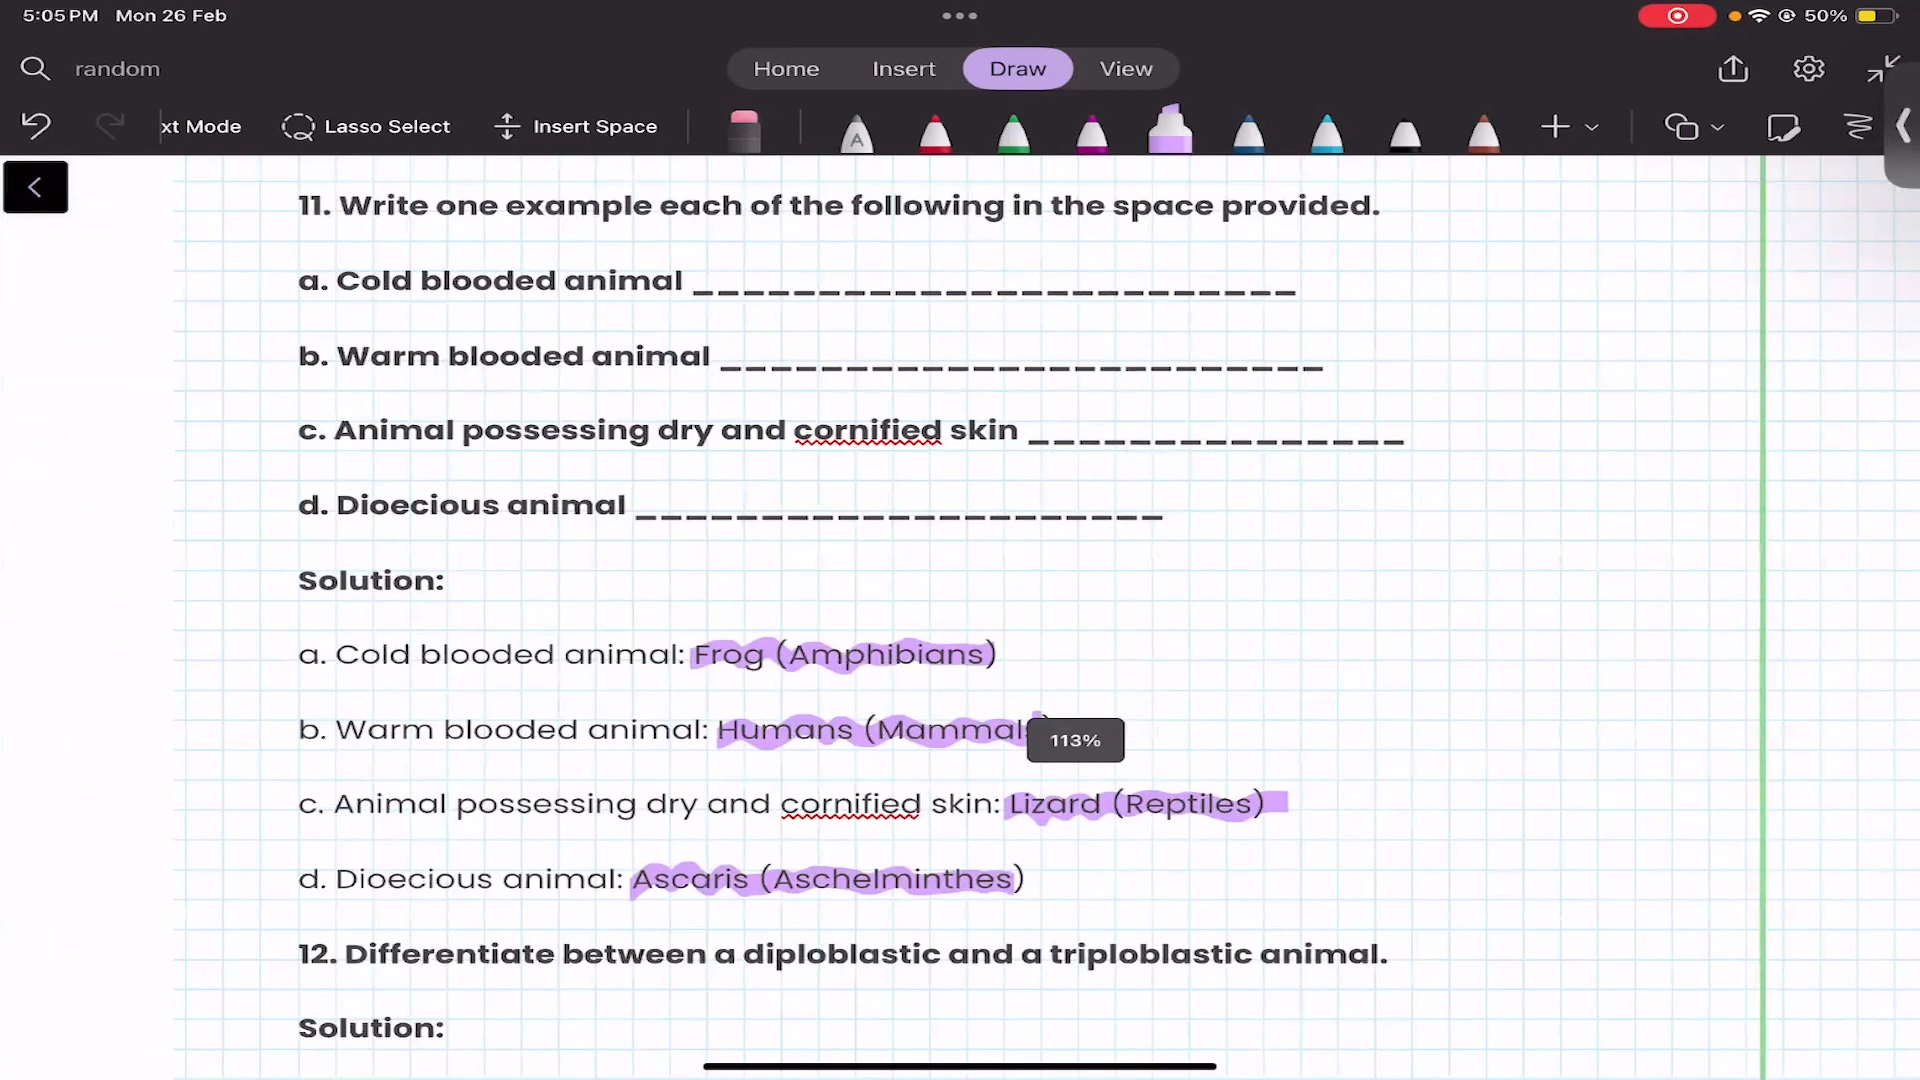 5:05 PM Mon 26 Feb
50%
random
Home Insert Draw View
xt Mode Lasso Select Insert Space
A
11. Write one example each of the following in the space provided.
a. Cold blooded animal ________________________
b. Warm blooded animal ________________________
c. Animal possessing dry and cornified skin _______________
d. Dioecious animal _____________________
Solution:
a. Cold blooded animal: Frog (Amphibians)
b. Warm blooded animal: Humans (Mammals)
113%
c. Animal possessing dry and cornified skin: Lizard (Reptiles)
d. Dioecious animal: Ascaris (Aschelminthes)
12. Differentiate between a diploblastic and a triploblastic animal.
Solution: